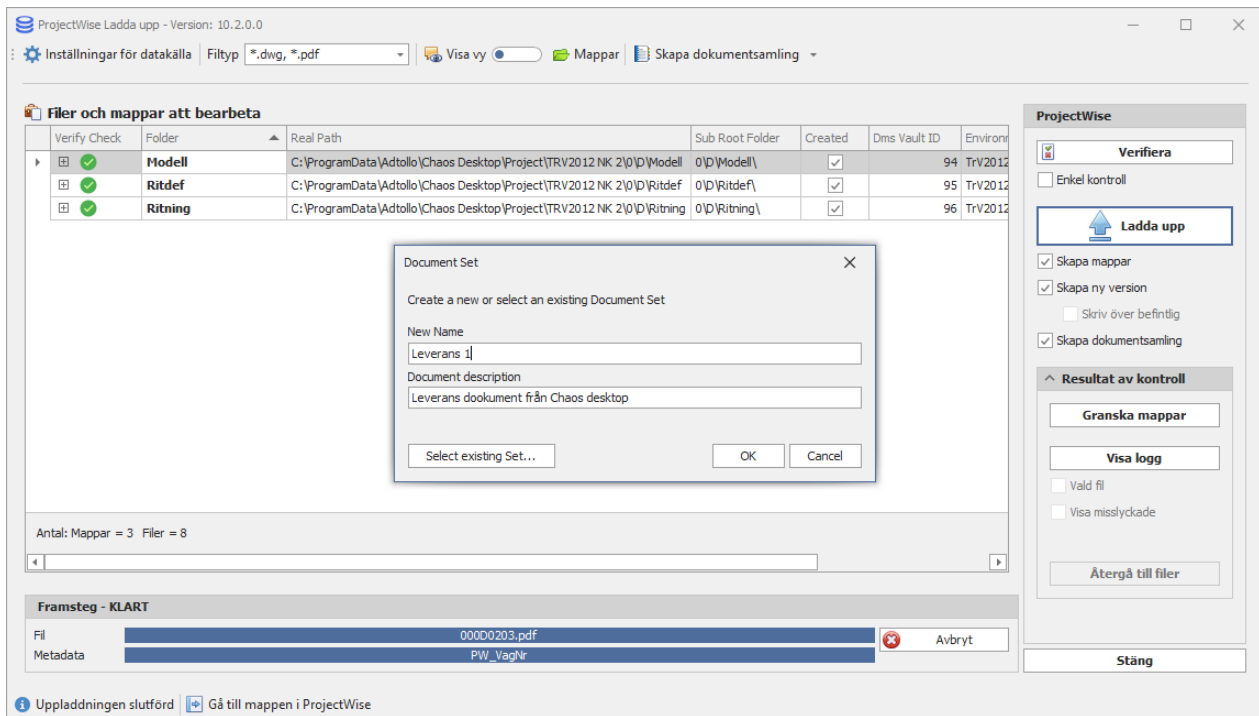 ProjectWise Ladda upp - Version: 10.2.0.0
Inställningar för datakälla Filtyp *.dwg, *.pdf Visa vy Mappar Skapa dokumentsamling
Filer och mappar att bearbeta
Verify Check Folder Real Path Sub Root Folder Created Dms Vault ID Environm
Modell C:\ProgramData\Adtollo\Chaos Desktop\Project\TRV2012 NK 2\0\D\Modell 0\D\Modell\ 94 TrV2012
Ritdef C:\ProgramData\Adtollo\Chaos Desktop\Project\TRV2012 NK 2\0\D\Ritdef 0\D\Ritdef\ 95 TrV2012
Ritning C:\ProgramData\Adtollo\Chaos Desktop\Project\TRV2012 NK 2\0\D\Ritning 0\D\Ritning\ 96 TrV2012
Document Set
Create a new or select an existing Document Set
New Name
Leverans 1
Document description
Leverans dookument från Chaos desktop
Select existing Set... OK Cancel
Antal: Mappar = 3 Filer = 8
Framsteg - KLART
Fil 000D0203.pdf
Metadata PW_VagNr
Avbryt
ProjectWise
Verifiera
Enkel kontroll
Ladda upp
Skapa mappar
Skapa ny version
Skriv över befintlig
Skapa dokumentsamling
Resultat av kontroll
Granska mappar
Visa logg
Vald fil
Visa misslyckade
Återgå till filer
Stäng
Uppladdningen slutförd Gå till mappen i ProjectWise